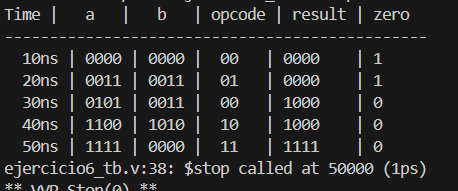 Time |   a    |   b    | opcode | result | zero
---------------------------------------------
  10ns | 0000 | 0000 |  00   | 0000   | 1
  20ns | 0011 | 0011 |  01   | 0000   | 1
  30ns | 0101 | 0011 |  00   | 1000   | 0
  40ns | 1100 | 1010 |  10   | 1000   | 0
  50ns | 1111 | 0000 |  11   | 1111   | 0
ejercicio6_tb.v:38: $stop called at 50000 (1ps)
** VVP Stop(0) **